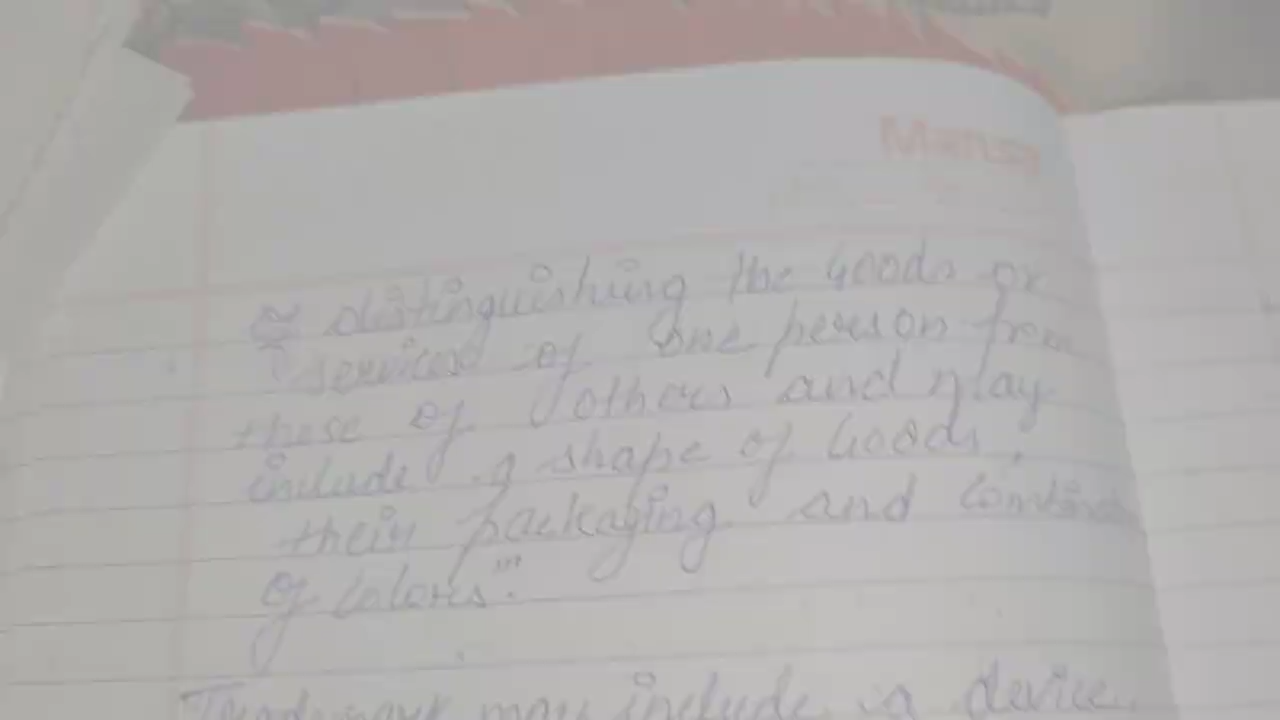 distinguishing the Goods or
services of one person from
those of others and may
include a shape of Goods,
their packaging and
of colors".
Trademark may include a device